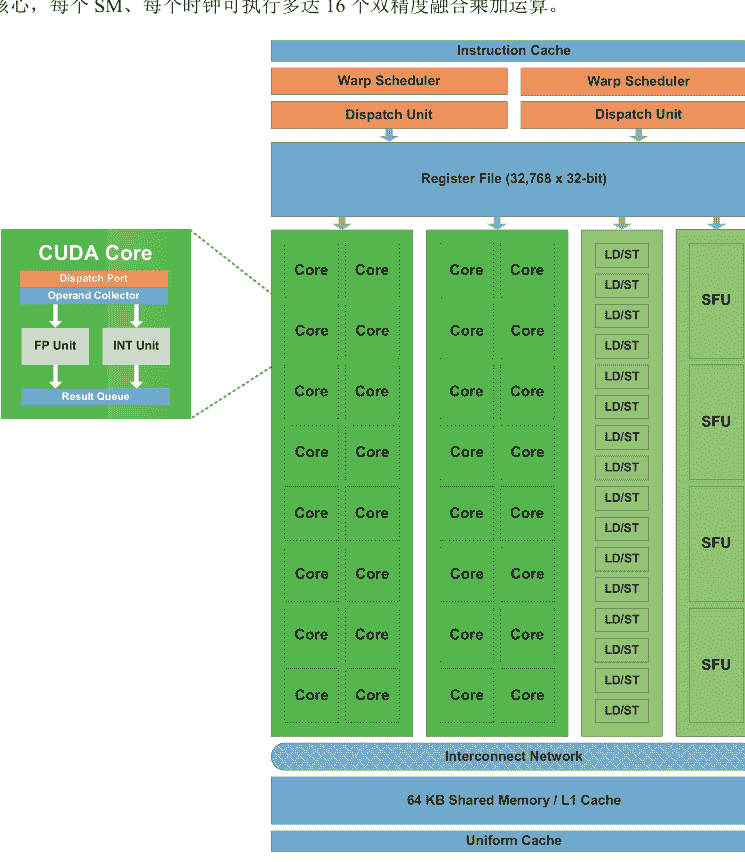 核心，每个 SM、每个时钟可执行多达 16 个双精度融合乘加运算。
Instruction Cache
Warp Scheduler Warp Scheduler
Dispatch Unit Dispatch Unit
Register File (32,768 x 32-bit)
CUDA Core
Dispatch Port
Operand Collector
FP Unit INT Unit
Result Queue
LD/ST
Core Core Core Core
LD/ST
SFU
LD/ST
Core Core Core Core
LD/ST
LD/ST
Core Core Core Core
LD/ST
SFU
LD/ST
Core Core Core Core
LD/ST
LD/ST
Core Core Core Core
LD/ST
SFU
LD/ST
Core Core Core Core
LD/ST
LD/ST
Core Core Core Core
LD/ST
SFU
LD/ST
Core Core Core Core
LD/ST
Interconnect Network
64 KB Shared Memory / L1 Cache
Uniform Cache